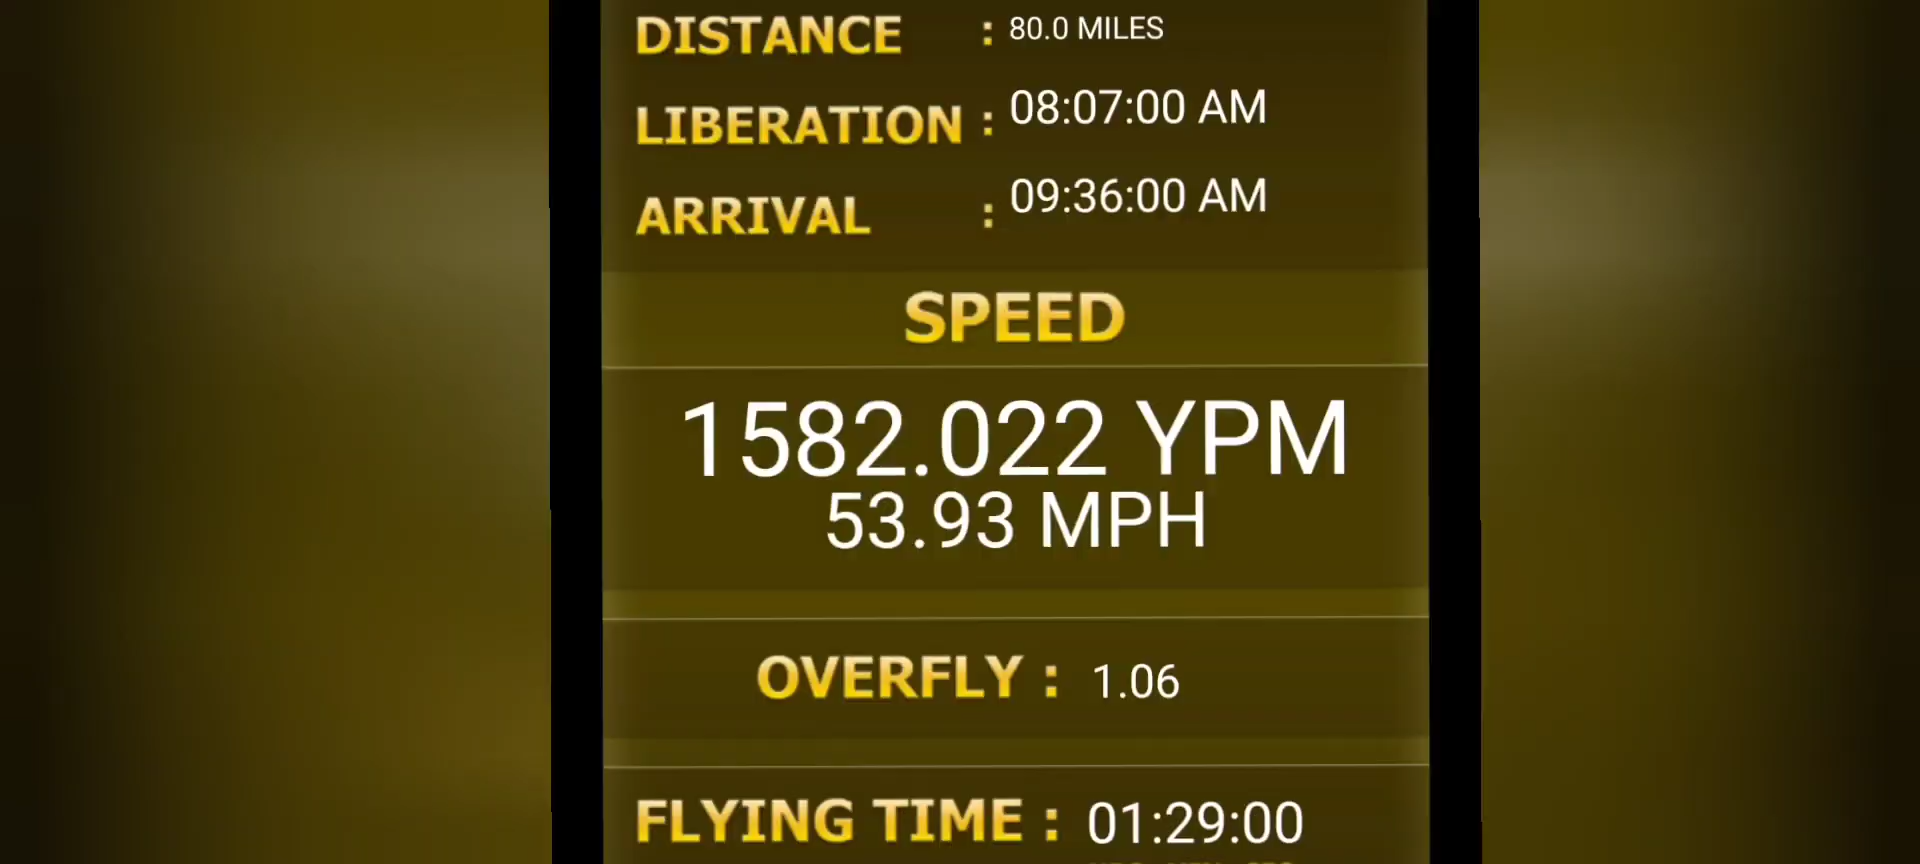 DISTANCE : 80.0 MILES
LIBERATION : 08:07:00 AM
ARRIVAL : 09:36:00 AM
SPEED
1582.022 YPM
53.93 MPH
OVERFLY : 1.06
FLYING TIME : 01:29:00